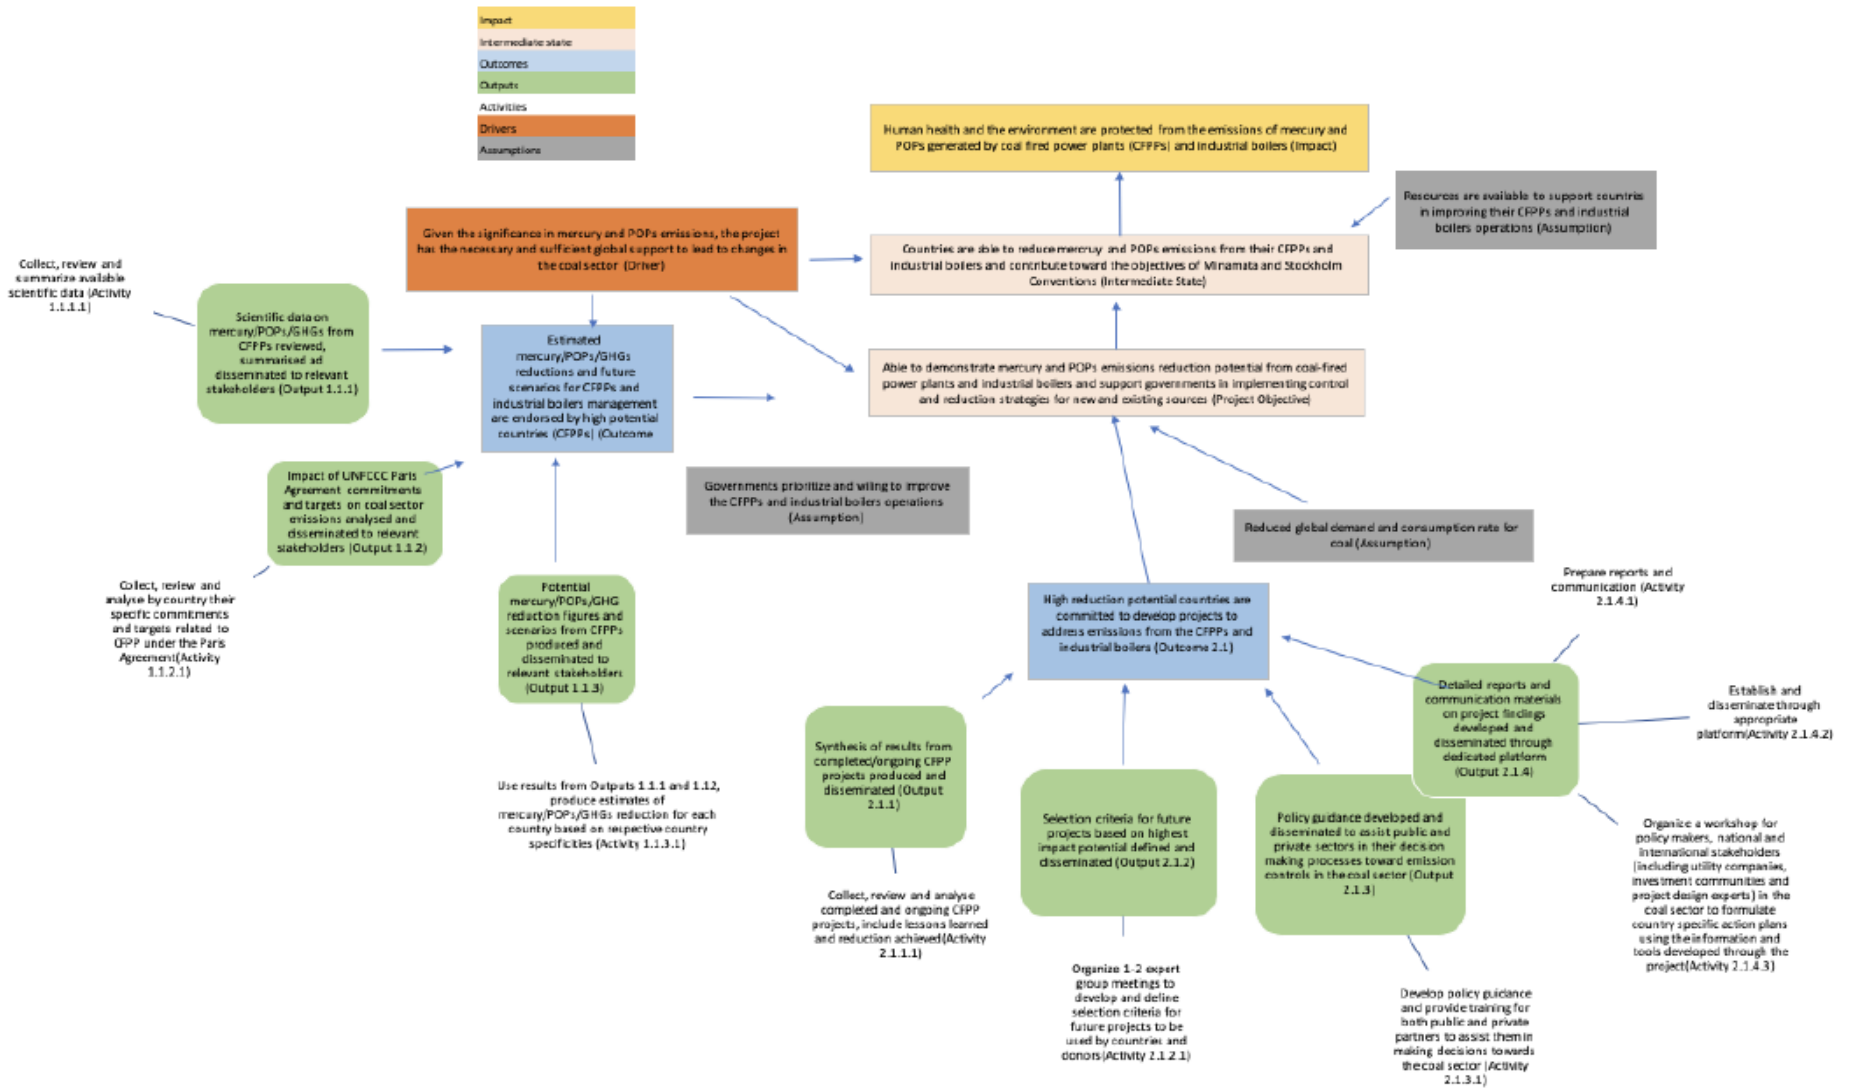 Impact
Intermediate state
Outcomes
Outputs
Activities
Drivers
Assumptions
Human health and the environment are protected from the emissions of mercury and
POPs generated by coal fired power plants (CFPPs) and industrial boilers (Impact)
Resources are available to support countries
in improving their CFPPs and industrial
boilers operations (Assumption)
Given the significance in mercury and POPs emissions, the project
has the necessary and sufficient global support to lead to changes in
the coal sector (Driver)
Countries are able to reduce mercruy and POPs emissions from their CFPPs and
industrial boilers and contribute toward the objectives of Minamata and Stockholm
Conventions (Intermediate State)
Collect, review and
summarize available
scientific data (Activity
1.1.1.1)
Scientific data on
mercury/POPs/GHGs from
CFPPs reviewed,
summarised ad
disseminated to relevant
stakeholders (Output 1.1.1)
Estimated
mercury/POPs/GHGs
reductions and future
scenarios for CFPPs and
industrial boilers management
are endorsed by high potential
countries (CFPPs) (Outcome
Able to demonstrate mercury and POPs emissions reduction potential from coal-fired
power plants and industrial boilers and support governments in implementing control
and reduction strategies for new and existing sources (Project Objective)
Impact of UNFCCC Paris
Agreement commitments
and targets on coal sector
emissions analysed and
disseminated to relevant
stakeholders (Output 1.1.2)
Governments prioritize and wiling to improve
the CFPPs and industrial boilers operations
(Assumption)
Reduced global demand and consumption rate for
coal (Assumption)
Collect, review and
analyse by country their
specific commitments
and targets related to
CFPP under the Paris
Agreement(Activity
1.1.2.1)
Potential
mercury/POPs/GHG
reduction figures and
scenarios from CFPPs
produced and
disseminated to
relevant stakeholders
(Output 1.1.3)
High reduction potential countries are
committed to develop projects to
address emissions from the CFPPs and
industrial boilers (Outcome 2.1)
Prepare reports and
communication (Activity
2.1.4.1)
Detailed reports and
communication materials
on project findings
developed and
disseminated through
dedicated platform
(Output 2.1.4)
Establish and
disseminate through
appropriate
platform(Activity 2.1.4.2)
Use results from Outputs 1.1.1 and 1.12,
produce estimates of
mercury/POPs/GHGs reduction for each
country based on respective country
specificities (Activity 1.1.3.1)
Synthesis of results from
completed/ongoing CFPP
projects produced and
disseminated (Output
2.1.1)
Selection criteria for future
projects based on highest
impact potential defined and
disseminated (Output 2.1.2)
Policy guidance developed and
disseminated to assist public and
private sectors in their decision
making processes toward emission
controls in the coal sector (Output
2.1.3)
Organize a workshop for
policy makers, national and
international stakeholders
(including utility companies,
investment communities and
project design experts) in the
coal sector to formulate
country specific action plans
using the information and
tools developed through the
project(Activity 2.1.4.3)
Collect, review and analyse
completed and ongoing CFPP
projects, include lessons learned
and reduction achieved(Activity
2.1.1.1)
Organize 1-2 expert
group meetings to
develop and define
selection criteria for
future projects to be
used by countries and
donors(Activity 2.1.2.1)
Develop policy guidance
and provide training for
both public and private
partners to assist them in
making decisions towards
the coal sector (Activity
2.1.3.1)